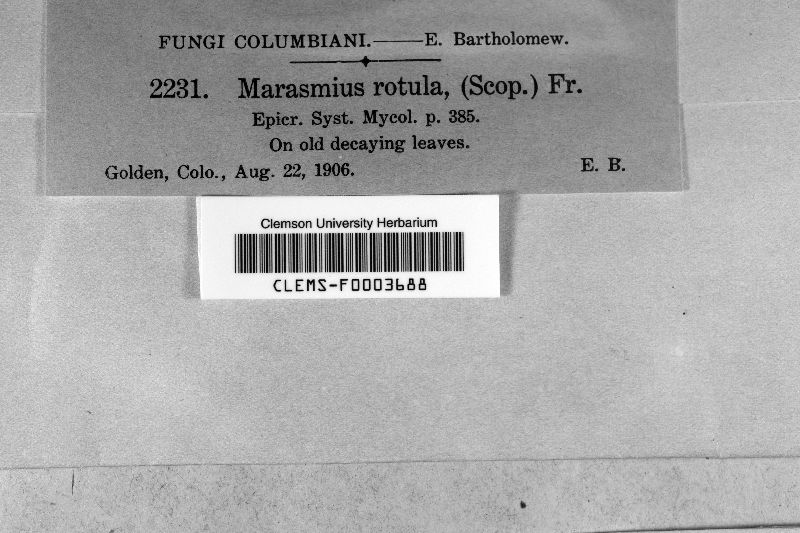 FUNGI COLUMBIANI.—E. Bartholomew.
2231. Marasmius rotula, (Scop.) Fr.
Epicr. Syst. Mycol. p. 385.
On old decaying leaves.
Golden, Colo., Aug. 22, 1906. E. B.
Clemson University Herbarium
CLEMS-F0003688